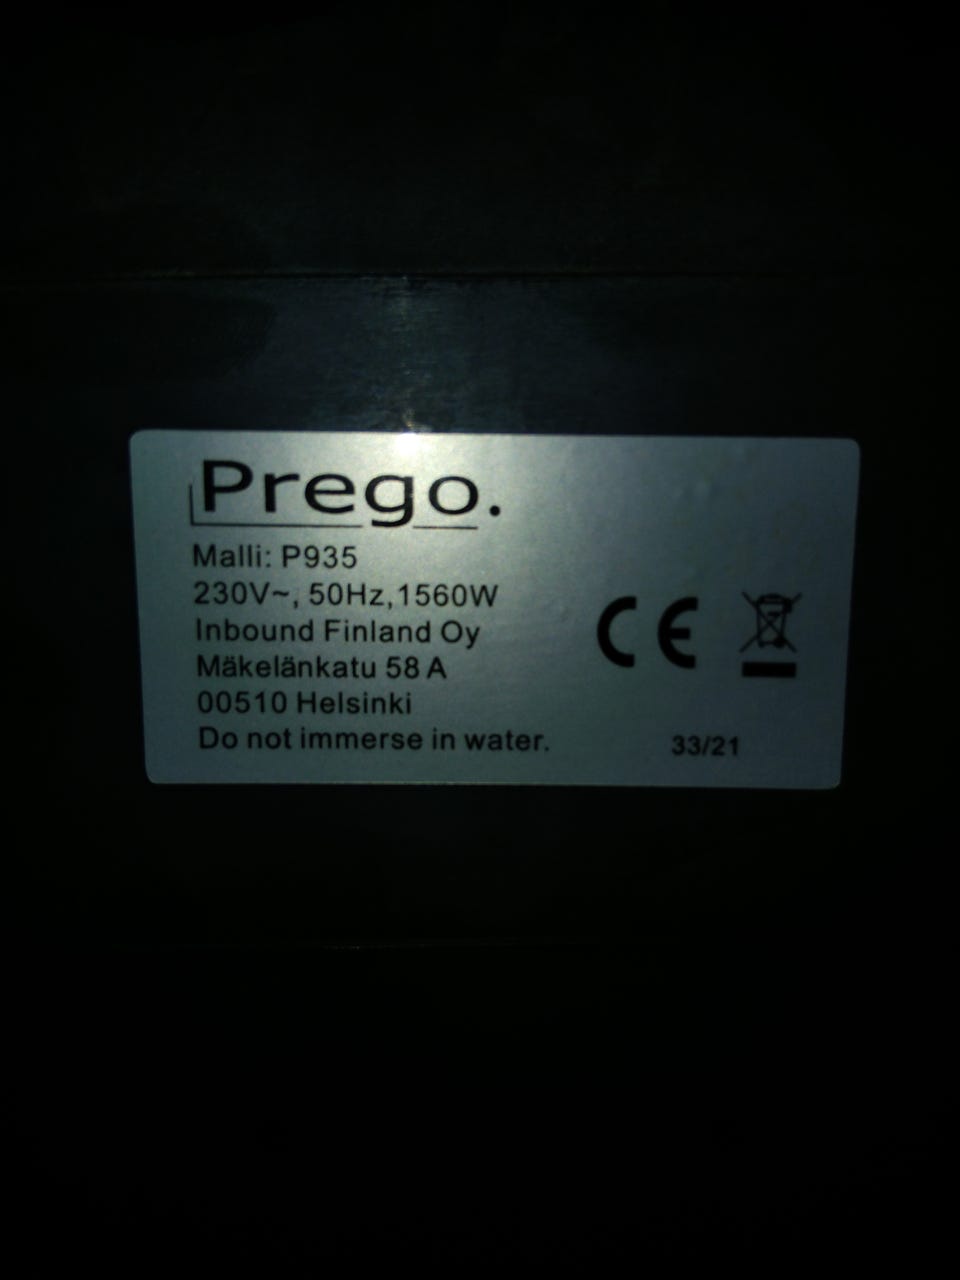 Prego.
Malli: P935
230V~, 50Hz,1560W
Inbound Finland Oy
Mäkelänkatu 58 A
00510 Helsinki
Do not immerse in water.
CE
33/21